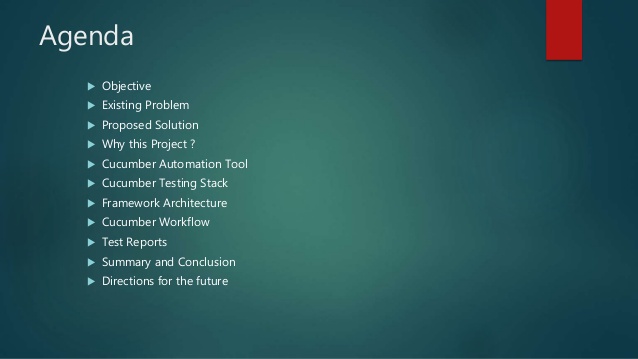 Agenda
Objective
Existing Problem
Proposed Solution
Why this Project ?
Cucumber Automation Tool
Cucumber Testing Stack
Framework Architecture
Cucumber Workflow
Test Reports
Summary and Conclusion
Directions for the future